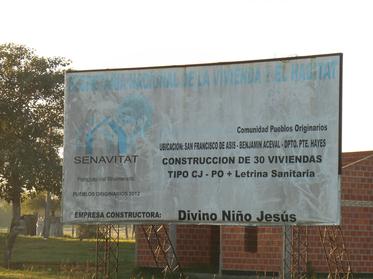 SECRETARIA NACIONAL DE LA VIVIENDA Y EL HABITAT
Comunidad Pueblos Originarios
UBICACION: SAN FRANCISCO DE ASIS - BENJAMIN ACEVAL - DPTO. PTE. HAYES
SENAVITAT
CONSTRUCCION DE 30 VIVIENDAS
TIPO CJ - PO + Letrina Sanitaria
PUEBLOS ORIGINARIOS 2012
EMPRESA CONSTRUCTORA: Divino Niño Jesús